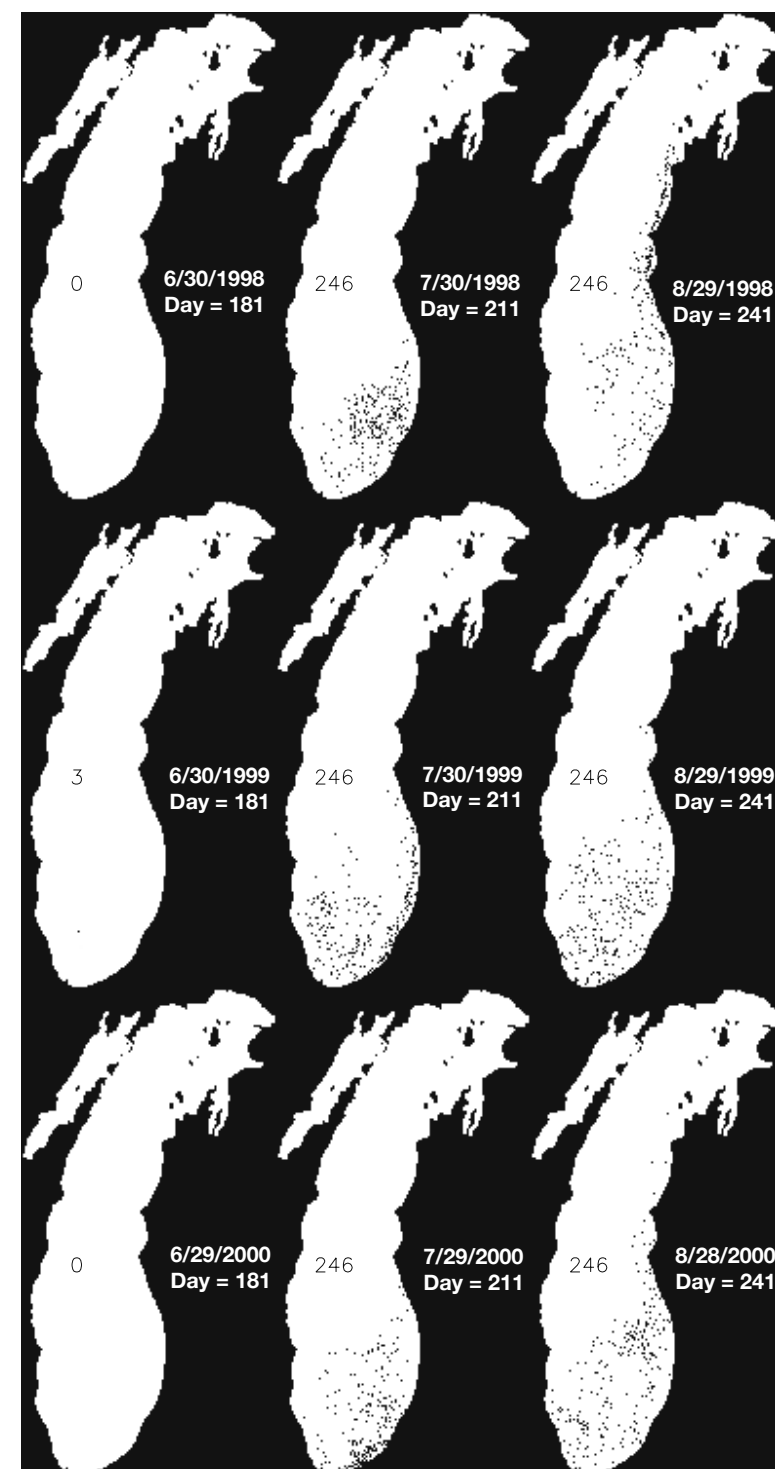 0
6/30/1998
Day = 181
246
7/30/1998
Day = 211
246
8/29/1998
Day = 241
3
6/30/1999
Day = 181
246
7/30/1999
Day = 211
246
8/29/1999
Day = 241
0
6/29/2000
Day = 181
246
7/29/2000
Day = 211
246
8/28/2000
Day = 241